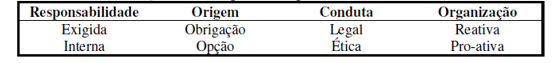 Responsabilidade Origem Conduta Organização
Exigida Obrigação Legal Reativa
Interna Opção Ética Pro-ativa